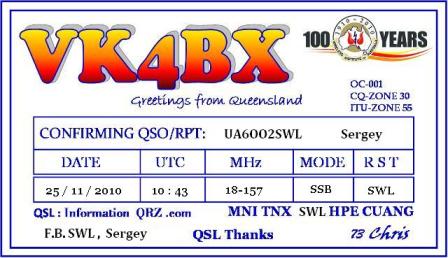 VK4BX
100 1910-2010 YEARS
Greetings from Queensland
OC-001
CQ-ZONE 30
ITU-ZONE 55
CONFIRMING QSO/RPT: UA6002SWL Sergey
DATE UTC MHz MODE R S T
25 / 11 / 2010 10 : 43 18-157 SSB SWL
QSL : Information QRZ .com MNI TNX SWL HPE CUANG
F.B. SWL , Sergey QSL Thanks 73 Chris